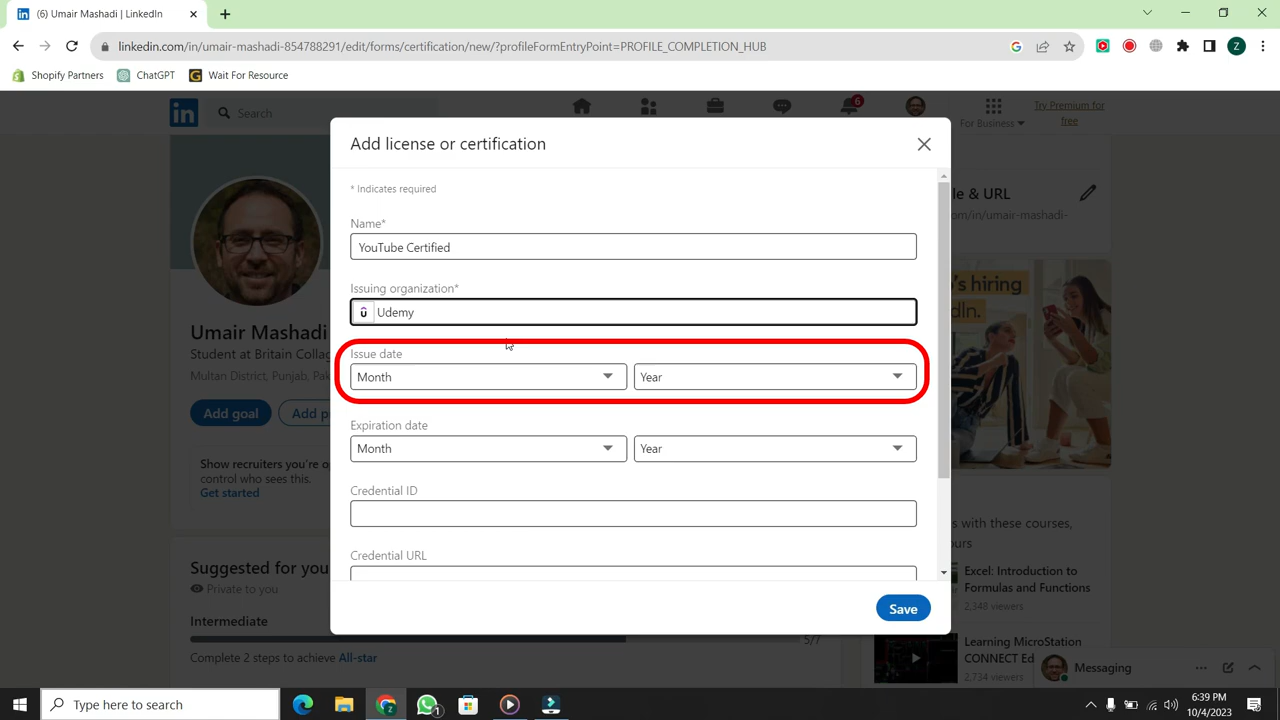 (6) Umair Mashadi | LinkedIn
linkedin.com/in/umair-mashadi-854788291/edit/forms/certification/new/?profileFormEntryPoint=PROFILE_COMPLETION_HUB
Z
Shopify Partners
ChatGPT
Wait For Resource
in
Search
6
For Business
Try Premium for
free
Add license or certification
* Indicates required
Name*
YouTube Certified
Issuing organization*
Udemy
Issue date
Month
Year
Expiration date
Month
Year
Credential ID
Credential URL
Save
Umair Mashadi
Student at Britain Colla
Multan District, Punjab, Pak
Add goal
Add p
Show recruiters you're o
control who sees this.
Get started
Suggested for you
Private to you
Intermediate
5/7
Complete 2 steps to achieve All-star
le & URL
om/in/umair-mashadi-
's hiring
In.
s with these courses,
ours
Excel: Introduction to
Formulas and Functions
2,348 viewers
Learning MicroStation
CONNECT Ed
2,734 viewers
Messaging
Type here to search
1
6:39 PM
10/4/2023